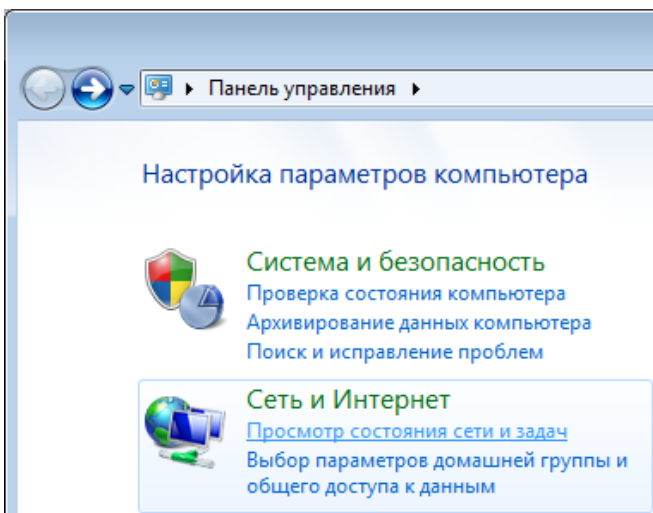 Панель управления
Настройка параметров компьютера
Система и безопасность
Проверка состояния компьютера
Архивирование данных компьютера
Поиск и исправление проблем
Сеть и Интернет
Просмотр состояния сети и задач
Выбор параметров домашней группы и
общего доступа к данным